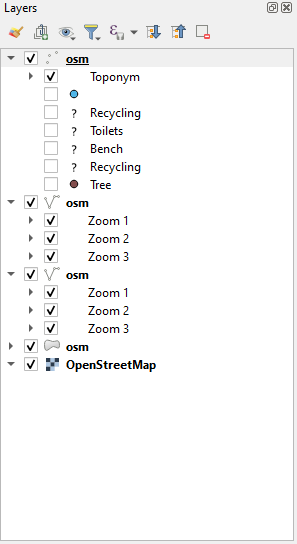 Layers
osm
Toponym
? Recycling
? Toilets
? Bench
? Recycling
Tree
osm
Zoom 1
Zoom 2
Zoom 3
osm
Zoom 1
Zoom 2
Zoom 3
osm
OpenStreetMap